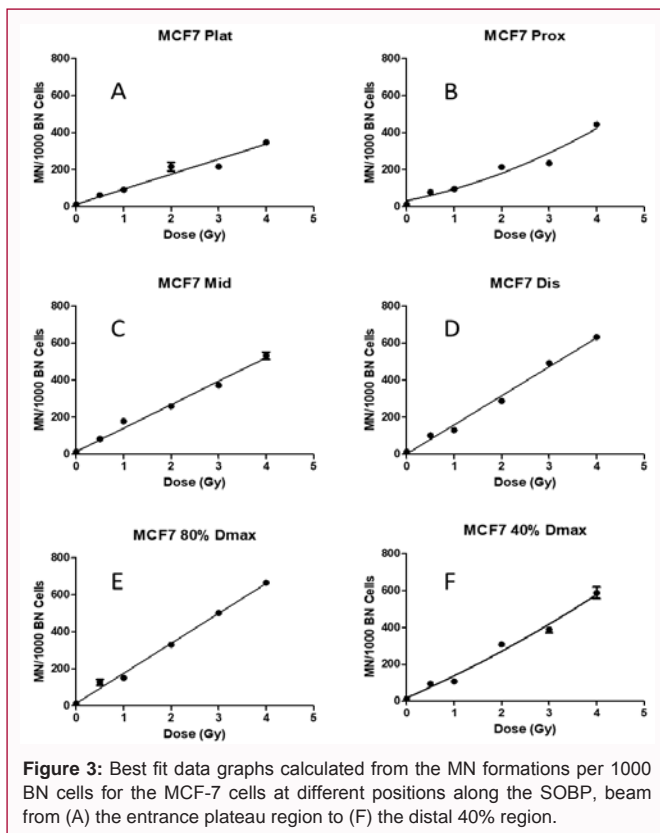 MCF7 Plat
MCF7 Prox
A
B
MN/1000 BN Cells
MN/1000 BN Cells
800
600
400
200
0
800
600
400
200
0
0 1 2 3 4 5
0 1 2 3 4 5
Dose (Gy)
Dose (Gy)
MCF7 Mid
MCF7 Dis
C
D
MN/1000 BN Cells
MN/1000 BN Cells
800
600
400
200
0
800
600
400
200
0
0 1 2 3 4 5
0 1 2 3 4 5
Dose (Gy)
Dose (Gy)
MCF7 80% Dmax
MCF7 40% Dmax
E
F
MN/1000 BN Cells
MN/1000 BN Cells
800
600
400
200
0
800
600
400
200
0
0 1 2 3 4 5
0 1 2 3 4 5
Dose (Gy)
Dose (Gy)
Figure 3: Best fit data graphs calculated from the MN formations per 1000
BN cells for the MCF-7 cells at different positions along the SOBP, beam
from (A) the entrance plateau region to (F) the distal 40% region.